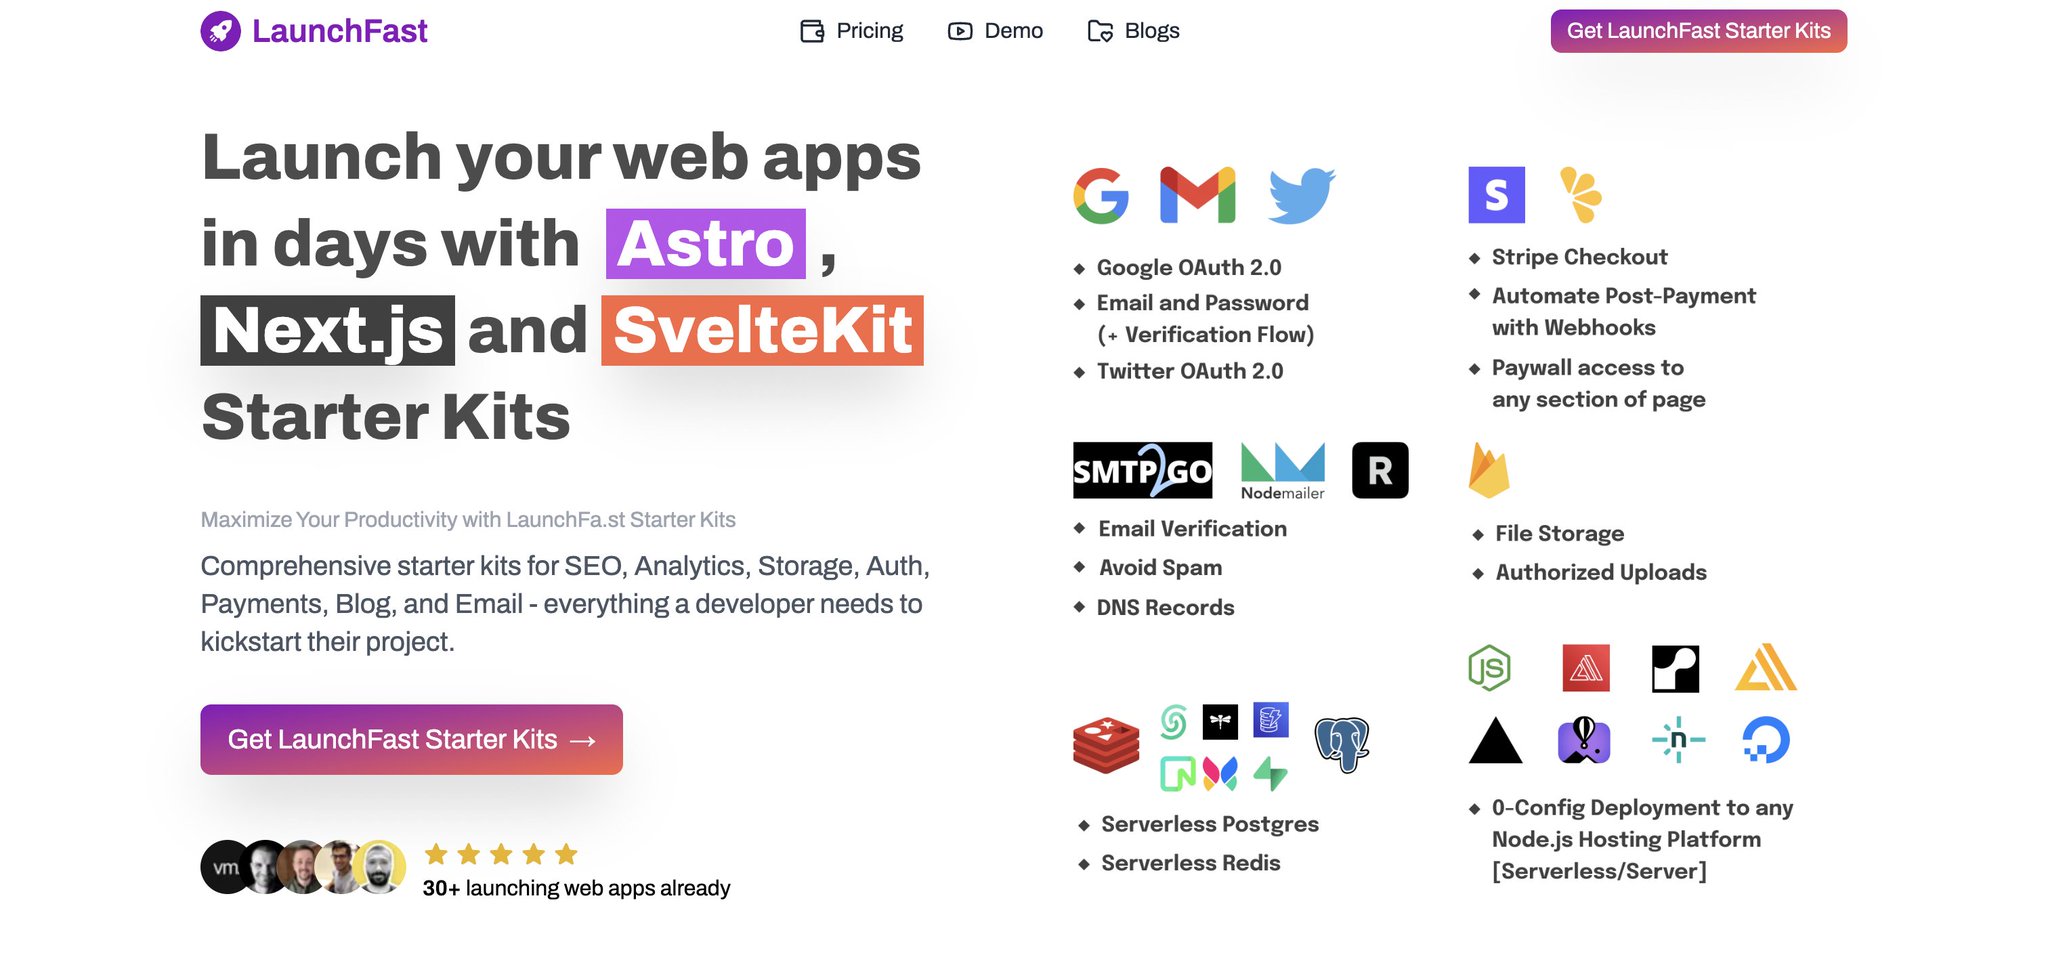 LaunchFast
Pricing
Demo
Blogs
Get LaunchFast Starter Kits
Launch your web apps
in days with Astro ,
Next.js and SvelteKit
Starter Kits
Maximize Your Productivity with LaunchFa.st Starter Kits
Comprehensive starter kits for SEO, Analytics, Storage, Auth,
Payments, Blog, and Email - everything a developer needs to
kickstart their project.
Get LaunchFast Starter Kits →
vm
30+ launching web apps already
◆ Google OAuth 2.0
◆ Email and Password
(+ Verification Flow)
◆ Twitter OAuth 2.0
S
◆ Stripe Checkout
◆ Automate Post-Payment
with Webhooks
◆ Paywall access to
any section of page
SMTP2GO
Nodemailer
R
◆ Email Verification
◆ Avoid Spam
◆ DNS Records
◆ File Storage
◆ Authorized Uploads
◆ Serverless Postgres
◆ Serverless Redis
JS
n
◆ 0-Config Deployment to any
Node.js Hosting Platform
[Serverless/Server]